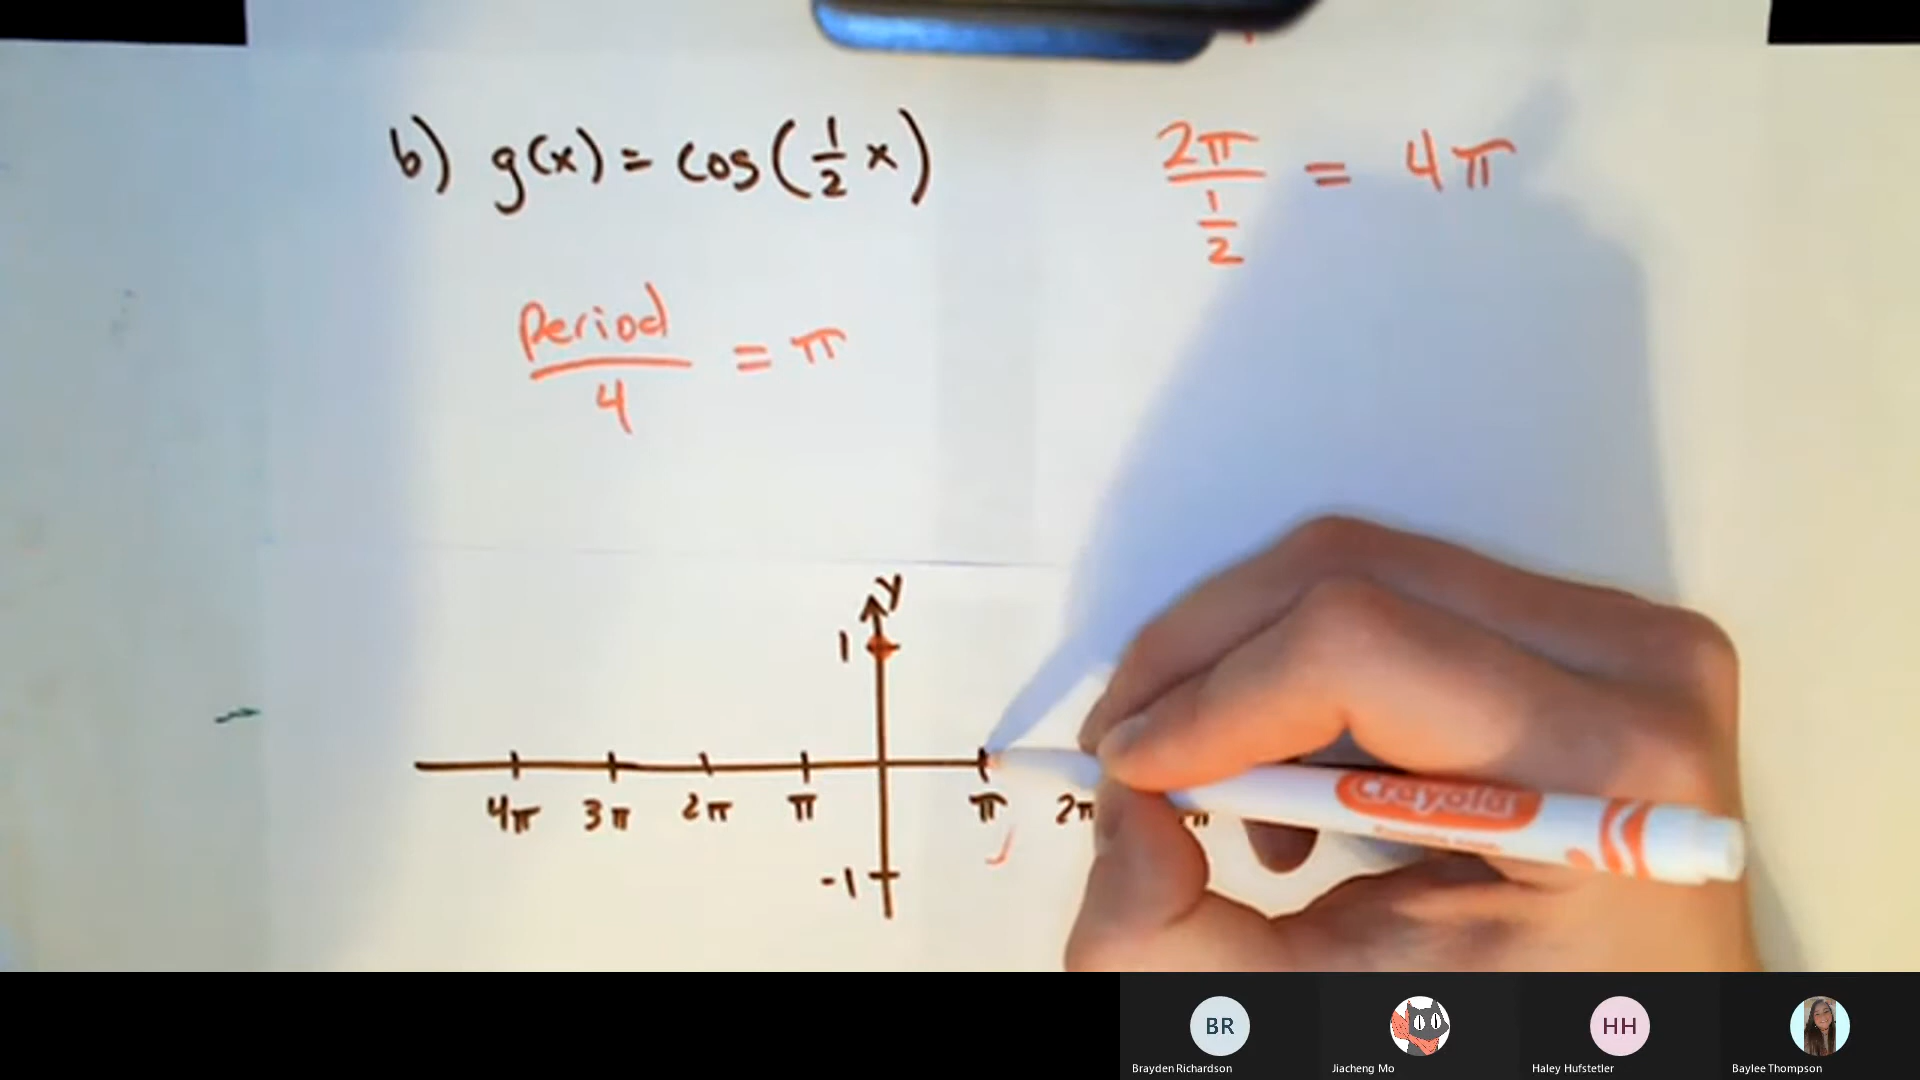 b) g(x) = cos(1/2 x)
2π / 1/2 = 4π
Period / 4 = π
y
1
4π 3π 2π π π 2π
-1
Crayola
BR
HH
Brayden Richardson
Jiacheng Mo
Haley Hufstetler
Baylee Thompson